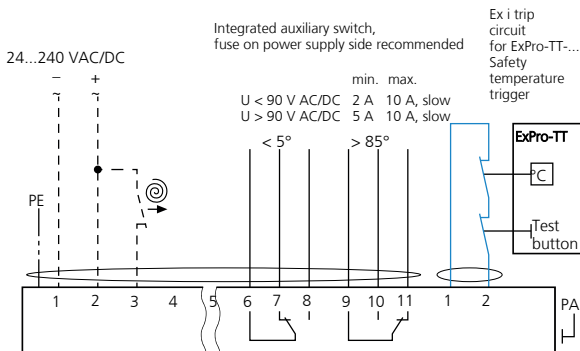 Integrated auxiliary switch,
fuse on power supply side recommended
Ex i trip
circuit
for ExPro-TT-...
Safety
temperature
trigger
24...240 VAC/DC
– +
~ ~
min. max.
U < 90 V AC/DC 2 A 10 A, slow
U > 90 V AC/DC 5 A 10 A, slow
< 5° > 85°
ExPro-TT
°C
PE
Test
button
1 2 3 4 5 6 7 8 9 10 11 1 2
PA